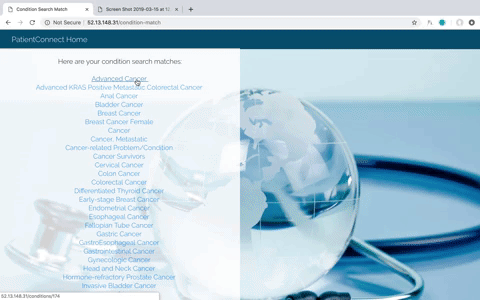 Condition Search Match
Screen Shot 2019-03-15 at 12
Not Secure | 52.13.148.31/condition-match
PatientConnect Home
Here are your condition search matches:
Advanced Cancer
Advanced KRAS Positive Metastatic Colorectal Cancer
Anal Cancer
Bladder Cancer
Breast Cancer
Breast Cancer Female
Cancer
Cancer, Metastatic
Cancer-related Problem/Condition
Cancer Survivors
Cervical Cancer
Colon Cancer
Colorectal Cancer
Differentiated Thyroid Cancer
Early-stage Breast Cancer
Endometrial Cancer
Esophageal Cancer
Fallopian Tube Cancer
Gastric Cancer
GastroEsophageal Cancer
Gastrointestinal Cancer
Gynecologic Cancer
Head and Neck Cancer
Hormone-refractory Prostate Cancer
Invasive Bladder Cancer
52.13.148.31/conditions/174